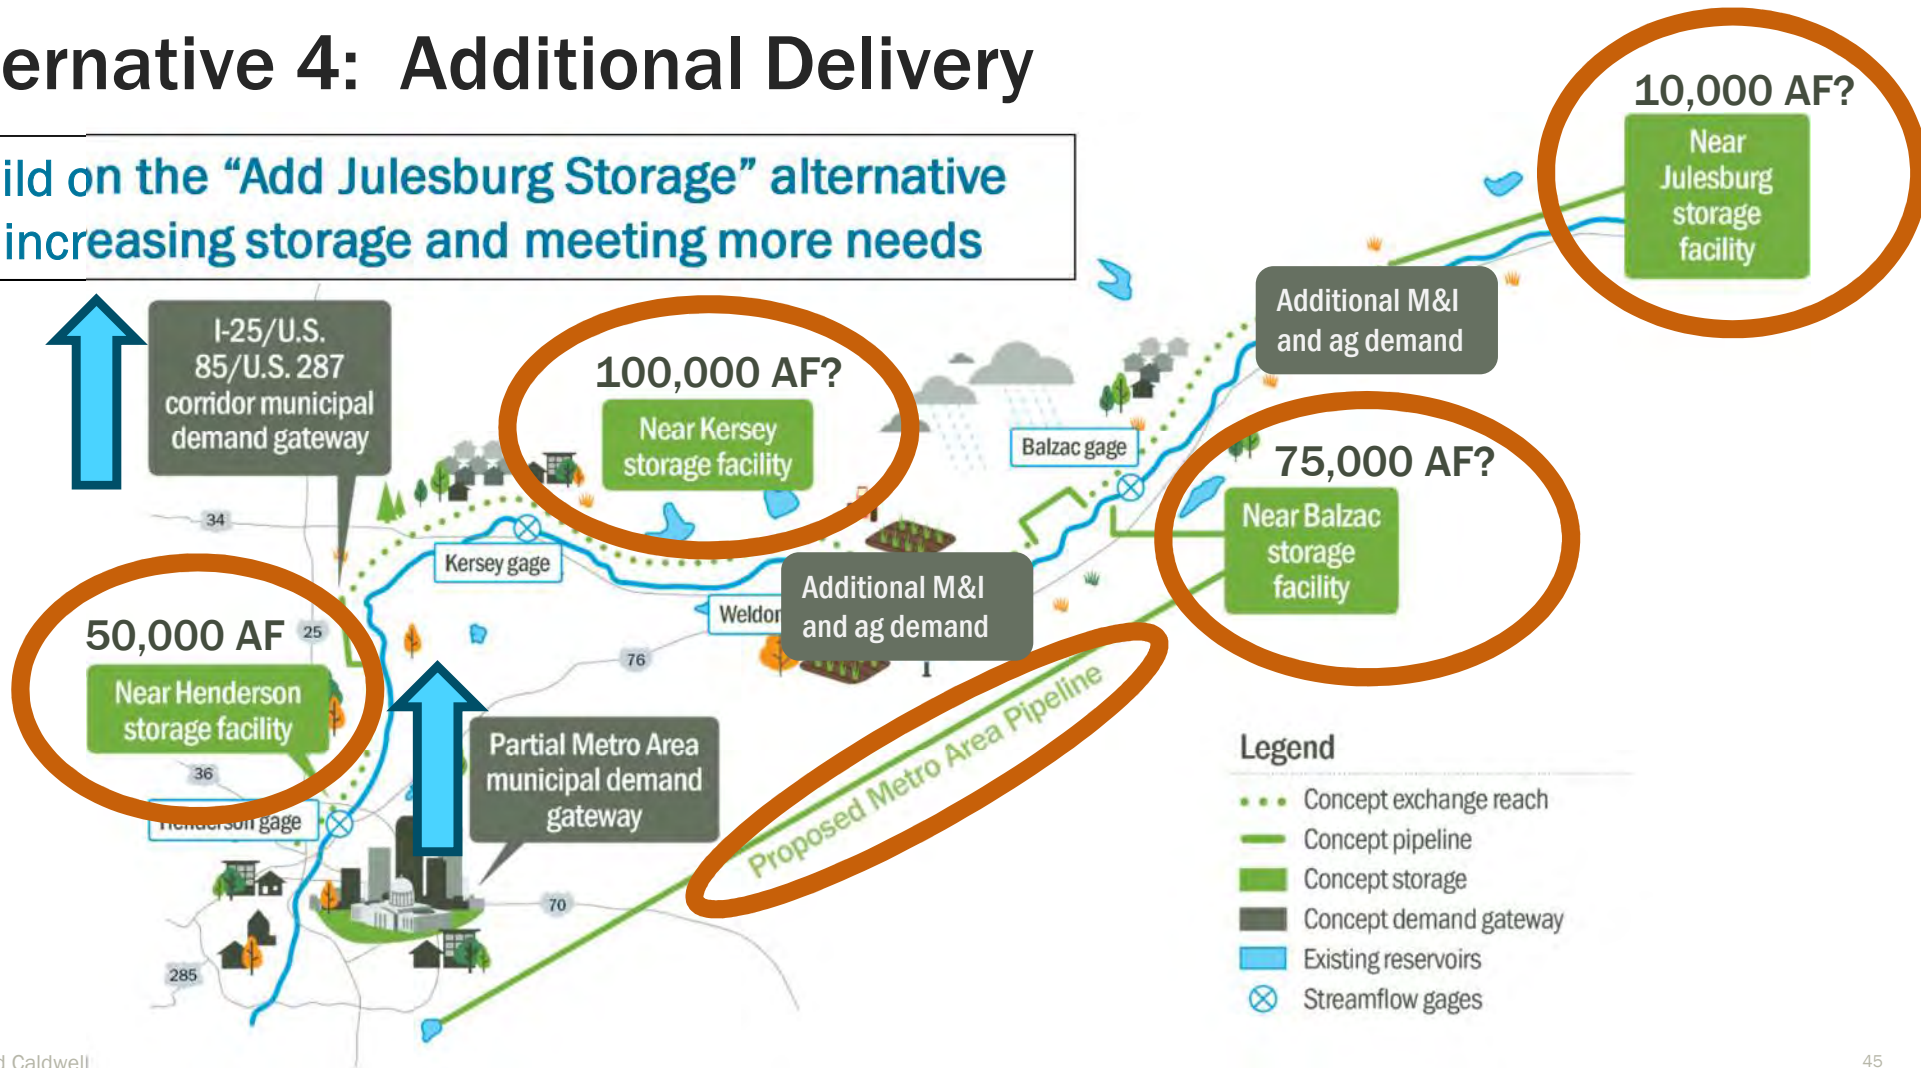 ernative 4: Additional Delivery
10,000 AF?
Near
Julesburg
storage
facility
ild on the “Add Julesburg Storage” alternative
increasing storage and meeting more needs
Additional M&I
and ag demand
I-25/U.S.
85/U.S. 287
corridor municipal
demand gateway
100,000 AF?
Near Kersey
storage facility
Balzac gage
75,000 AF?
Near Balzac
storage
facility
34
Kersey gage
Additional M&I
and ag demand
Weldon
50,000 AF
25
76
Near Henderson
storage facility
Proposed Metro Area Pipeline
Partial Metro Area
municipal demand
gateway
36
Henderson gage
70
285
Legend
Concept exchange reach
Concept pipeline
Concept storage
Concept demand gateway
Existing reservoirs
Streamflow gages
d Caldwell
45